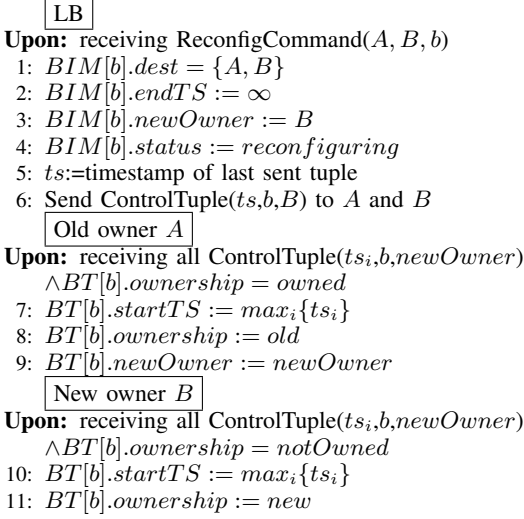 LB
Upon: receiving ReconfigCommand(A, B, b)
1: BIM[b].dest = {A, B}
2: BIM[b].endTS := ∞
3: BIM[b].newOwner := B
4: BIM[b].status := reconfiguring
5: ts:=timestamp of last sent tuple
6: Send ControlTuple(ts,b,B) to A and B
Old owner A
Upon: receiving all ControlTuple(ts_i,b,newOwner)
∧BT[b].ownership = owned
7: BT[b].startTS := max_i{ts_i}
8: BT[b].ownership := old
9: BT[b].newOwner := newOwner
New owner B
Upon: receiving all ControlTuple(ts_i,b,newOwner)
∧BT[b].ownership = notOwned
10: BT[b].startTS := max_i{ts_i}
11: BT[b].ownership := new